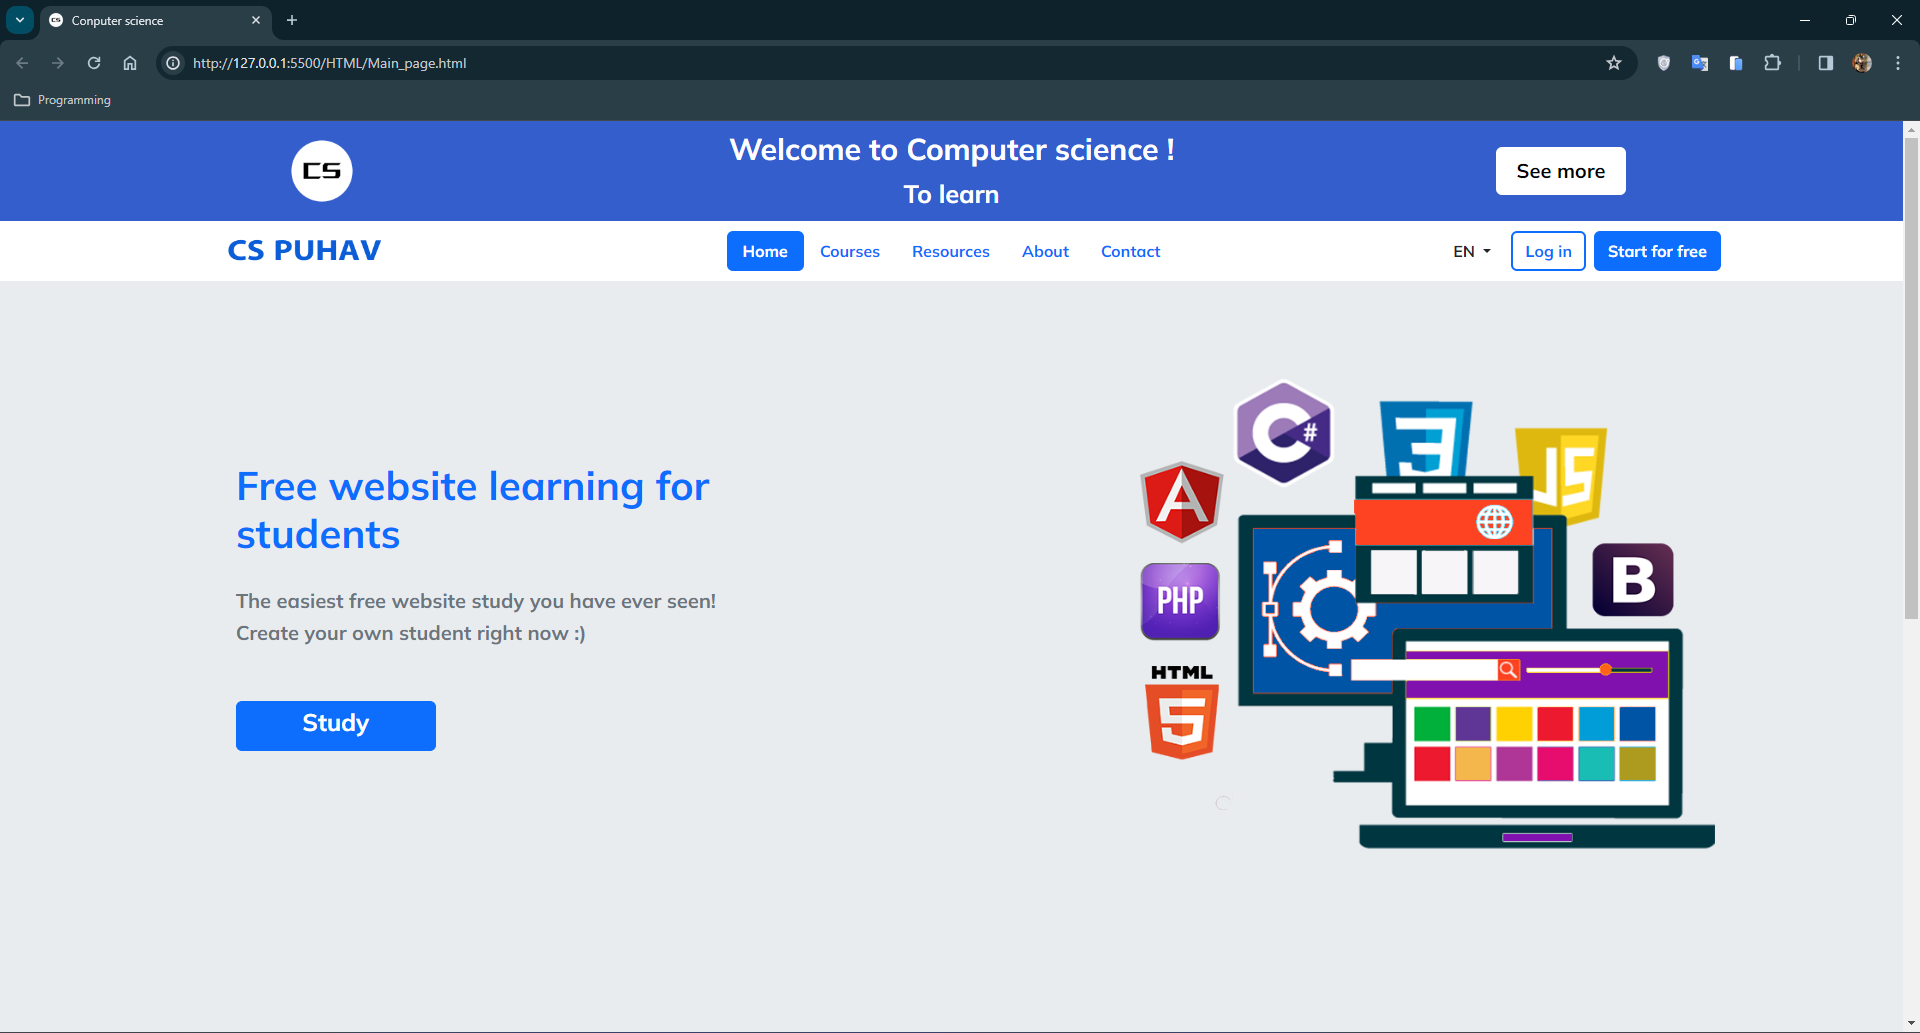 Conputer science
http://127.0.0.1:5500/HTML/Main_page.html
Programming
CS
Welcome to Computer science !
To learn
See more
CS PUHAV
Home
Courses
Resources
About
Contact
EN
Log in
Start for free
Free website learning for
students
The easiest free website study you have ever seen!
Create your own student right now :)
Study
C#
3
JS
A
B
PHP
HTML
5